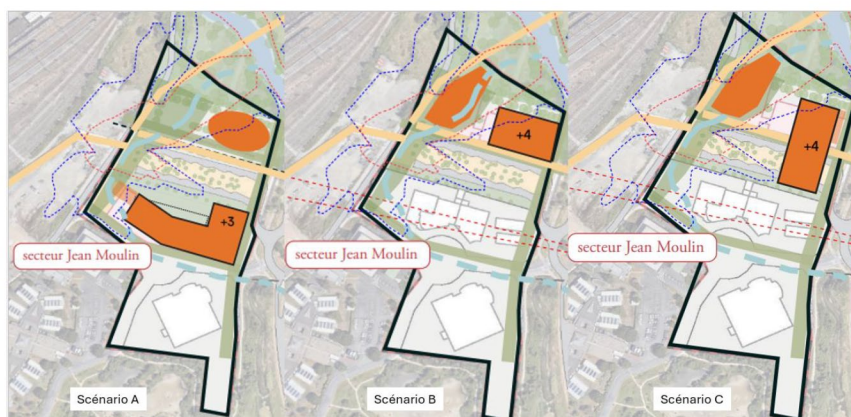 +4
+4
+3
secteur Jean Moulin
secteur Jean Moulin
secteur Jean Moulin
Scénario A
Scénario B
Scénario C